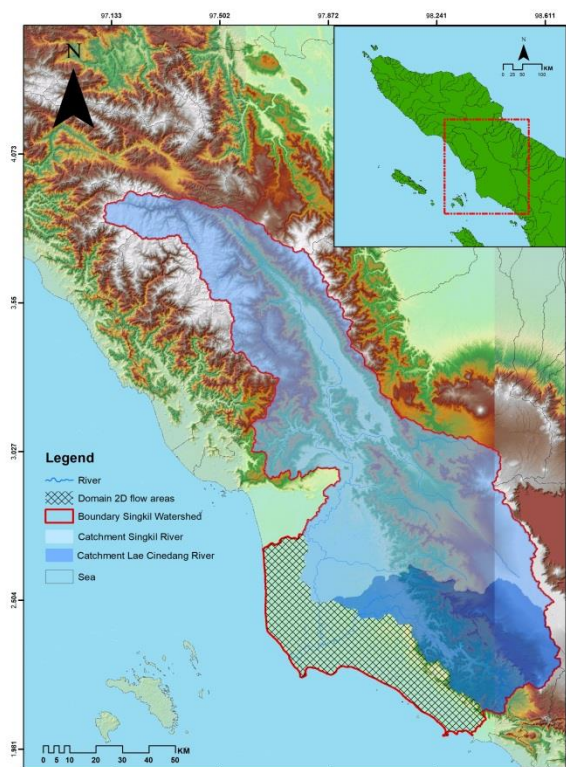 97.133 97.502 97.872 98.241 98.611
N
N
0 25 50 100
KM
4.073
3.55
3.027
2.504
1.981
Legend
River
Domain 2D flow areas
Boundary Singkil Watershed
Catchment Singkil River
Catchment Lae Cinedang River
Sea
0 5 10 20 30 40 50
KM